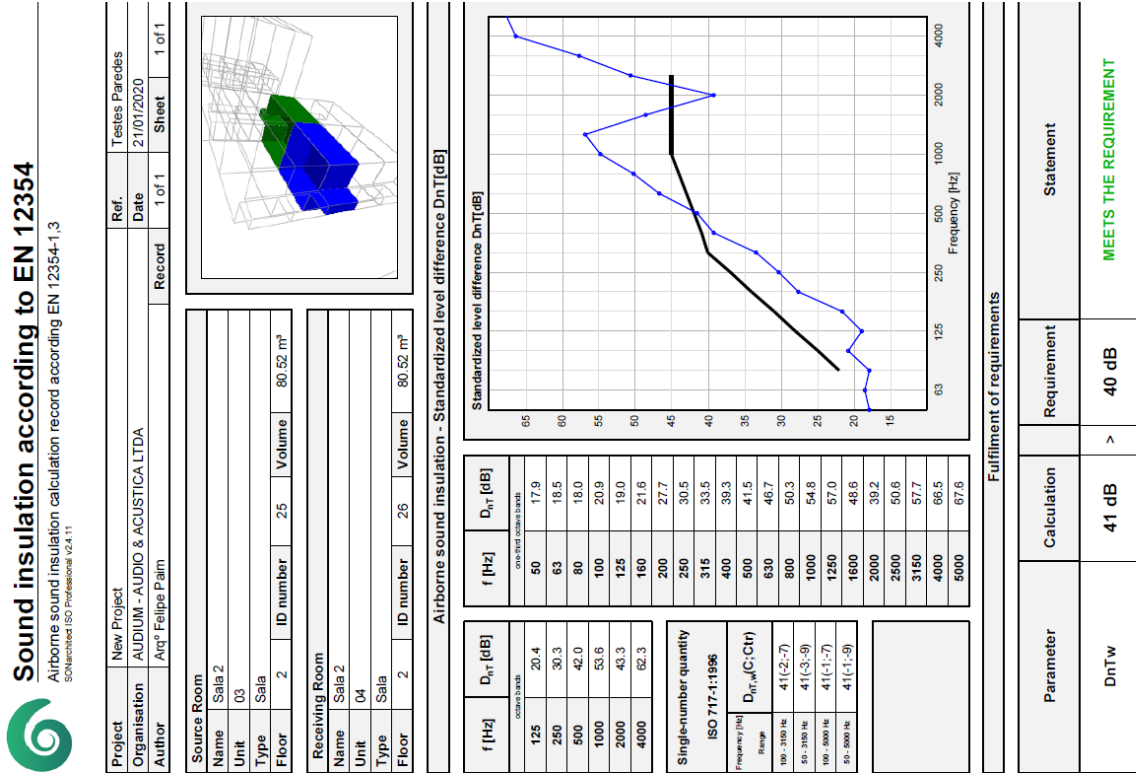 Sound insulation according to EN 12354
Airborne sound insulation calculation record according EN 12354-1,3
SONarchitect ISO Professional v2.4.11
Project New Project Ref. Testes Paredes
Organisation AUDIUM - AUDIO & ACUSTICA LTDA Date 21/01/2020
Author Arqº Felipe Paim Record 1 of 1 Sheet 1 of 1
Source Room
Name Sala 2
Unit 03
Type Sala
Floor 2 ID number 25 Volume 80.52 m³
Receiving Room
Name Sala 2
Unit 04
Type Sala
Floor 2 ID number 26 Volume 80.52 m³
Airborne sound insulation - Standardized level difference DnT[dB]
f [Hz] DnT [dB]
octave bands
125 20.4
250 30.3
500 42.0
1000 53.6
2000 43.3
4000 62.3
Single-number quantity
ISO 717-1:1996
Frequency [Hz]
Range
DnT,w(C;Ctr)
100 - 3150 Hz 41(-2;-7)
50 - 3150 Hz 41(-3;-9)
100 - 5000 Hz 41(-1;-7)
50 - 5000 Hz 41(-1;-9)
f [Hz] DnT [dB]
one-third octave bands
50 17.9
63 18.5
80 18.0
100 20.9
125 19.0
160 21.6
200 27.7
250 30.5
315 33.5
400 39.3
500 41.5
630 46.7
800 50.3
1000 54.8
1250 57.0
1600 48.6
2000 39.2
2500 50.6
3150 57.7
4000 66.5
5000 67.6
Standardized level difference DnT[dB]
65
60
55
50
45
40
35
30
25
20
15
63 125 250 500 1000 2000 4000
Frequency [Hz]
Fulfilment of requirements
Parameter Calculation Requirement Statement
DnTw 41 dB > 40 dB MEETS THE REQUIREMENT